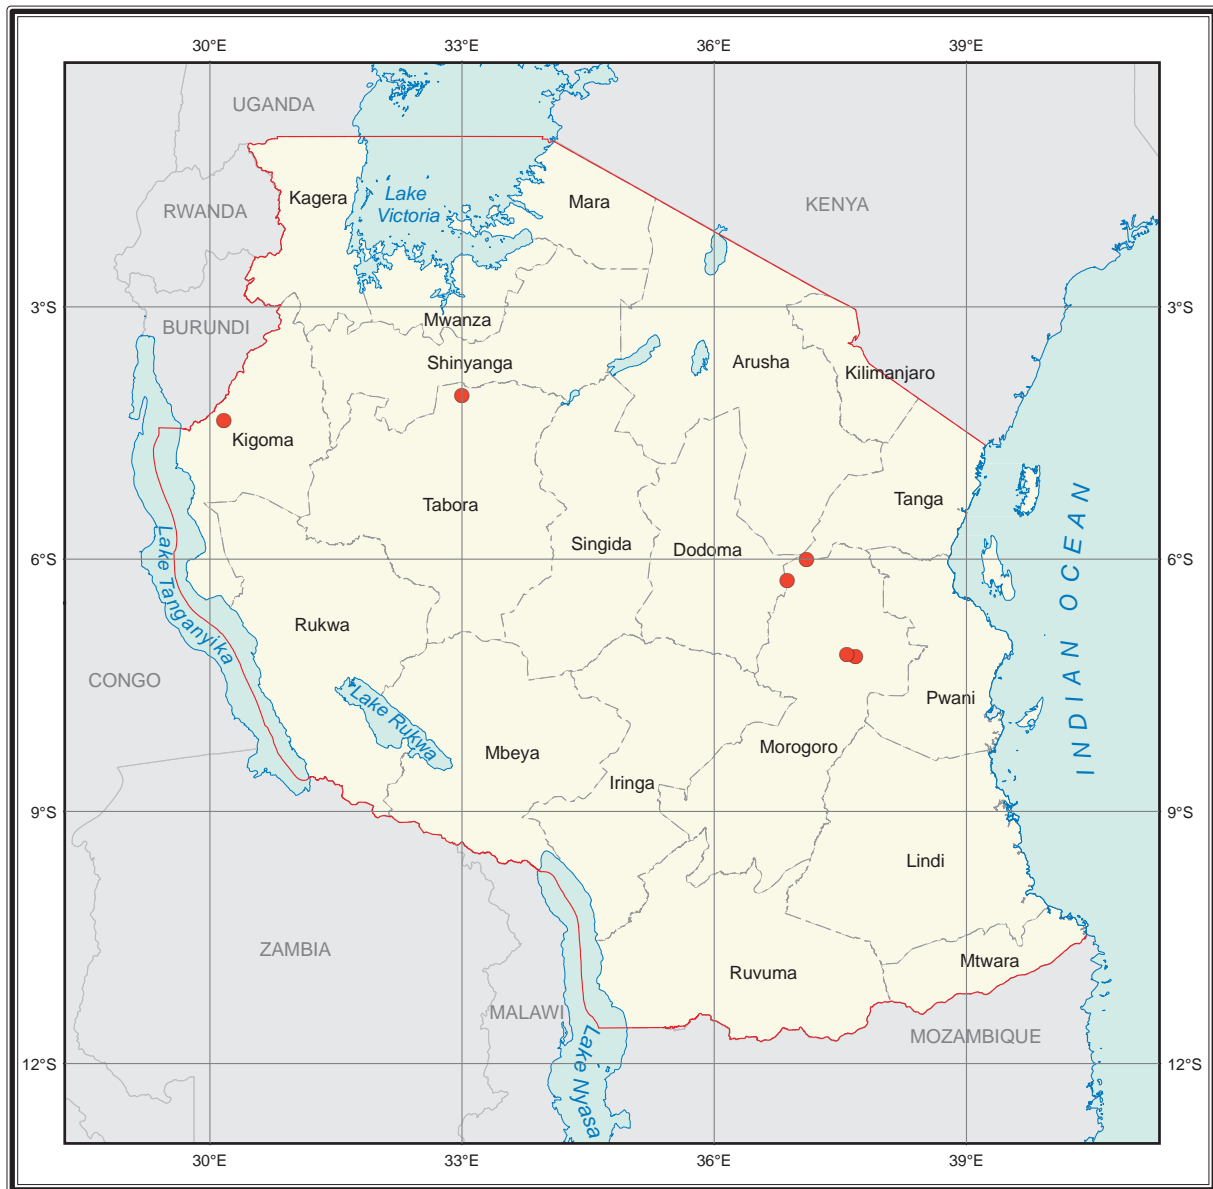 30°E 33°E 36°E 39°E
UGANDA
Kagera
Lake
Victoria
Mara
RWANDA
KENYA
3°S 3°S
BURUNDI
Mwanza
Shinyanga
Arusha
Kilimanjaro
Kigoma
Tabora
Tanga
Singida
Dodoma
INDIAN OCEAN
6°S 6°S
Lake Tanganyika
Rukwa
CONGO
Lake Rukwa
Pwani
Mbeya
Morogoro
Iringa
9°S 9°S
Lindi
ZAMBIA
Ruvuma
Mtwara
MALAWI
MOZAMBIQUE
Lake Nyasa
12°S 12°S
30°E 33°E 36°E 39°E